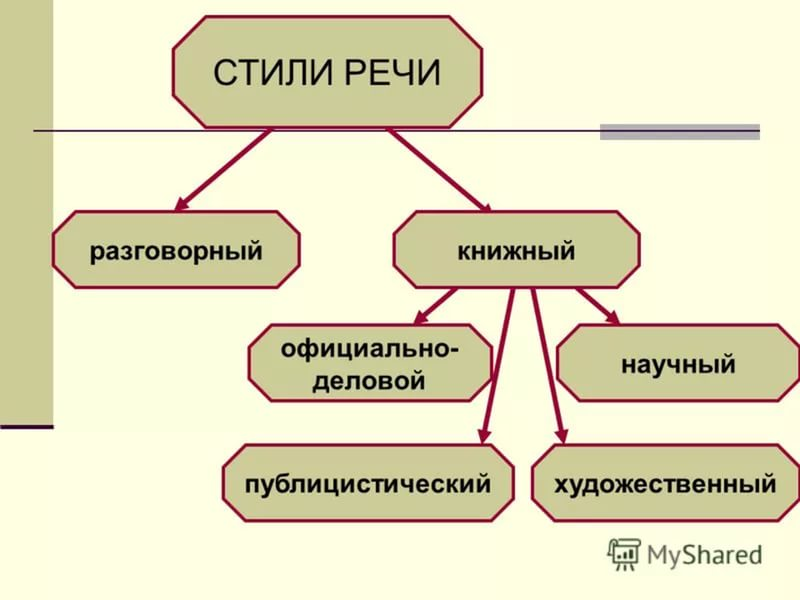 СТИЛИ РЕЧИ
разговорный
книжный
официально-
деловой
научный
публицистический
художественный
MyShared